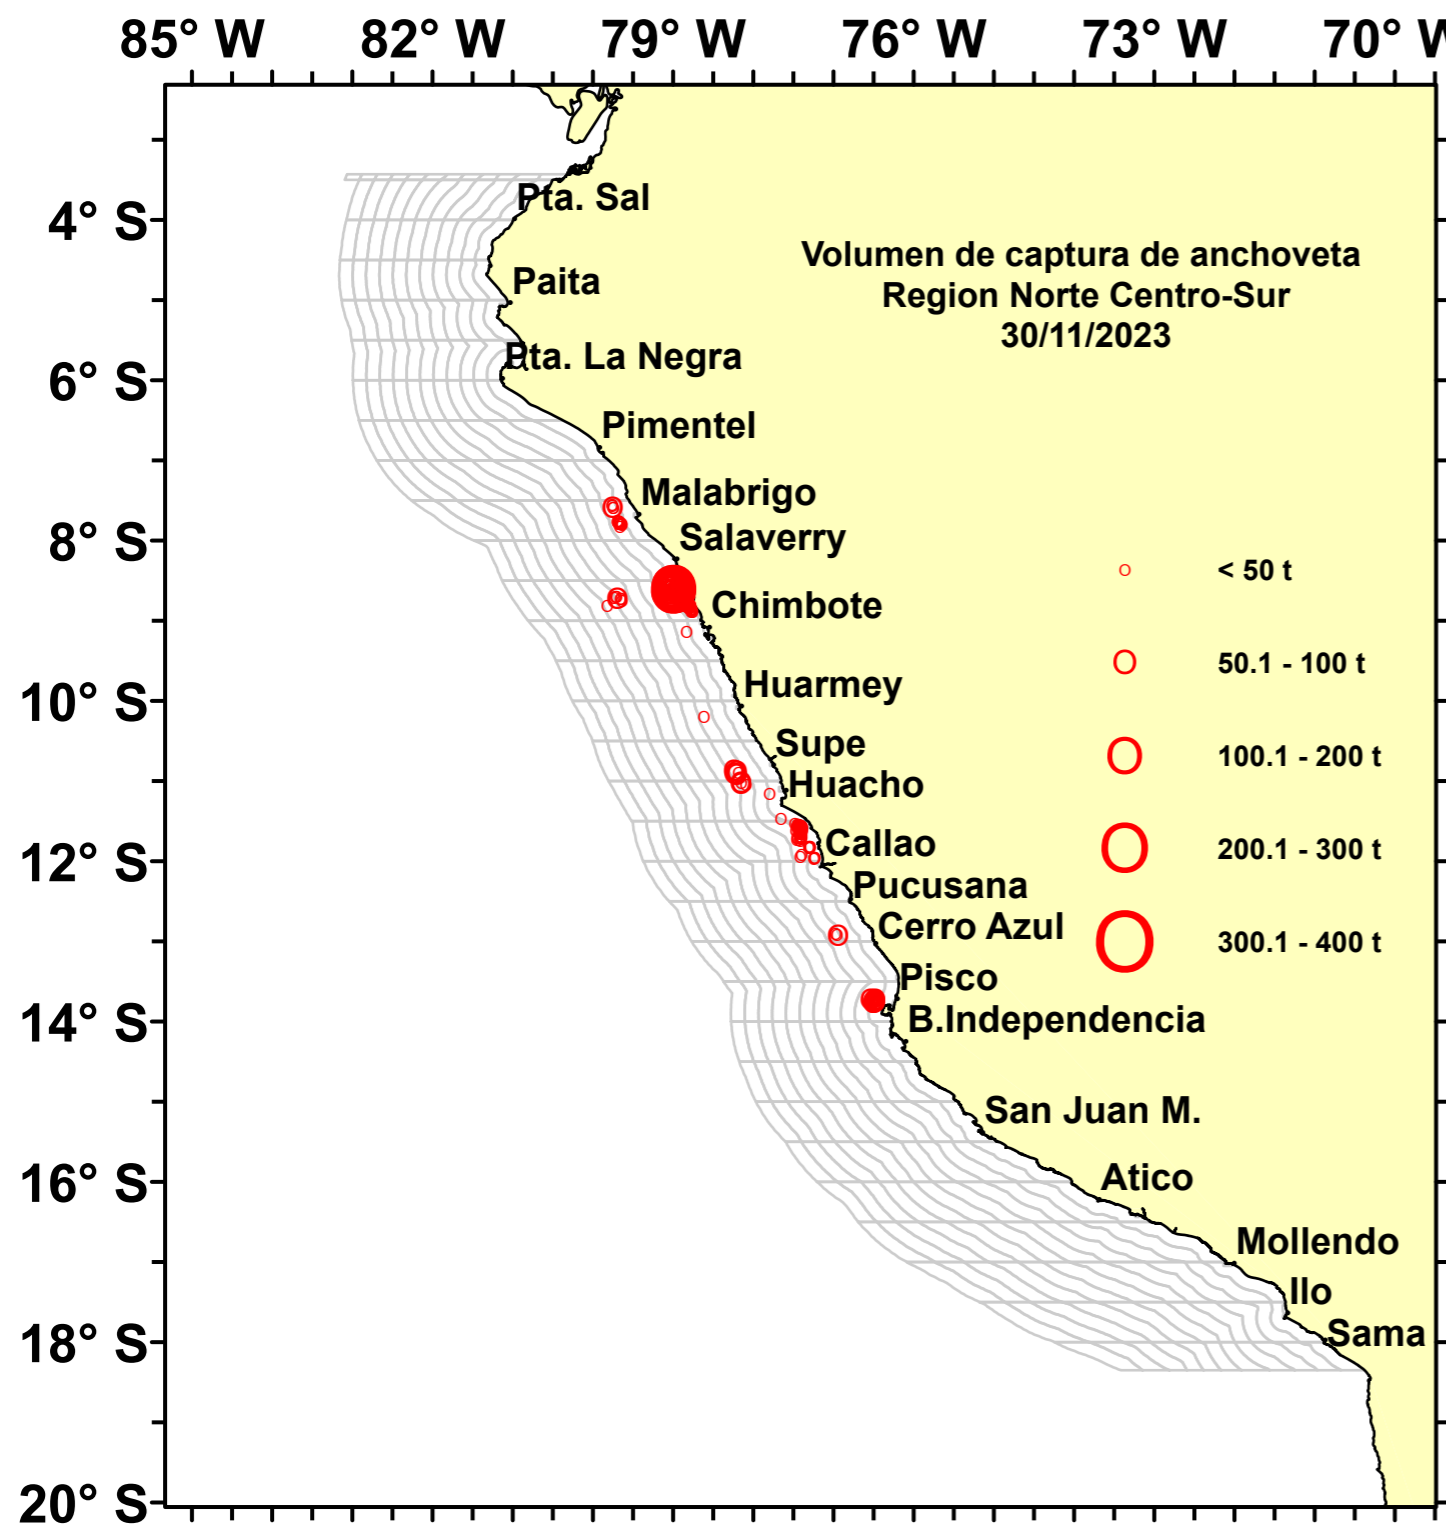 85° W 82° W 79° W 76° W 73° W 70° W
Pta. Sal
4° S
Volumen de captura de anchoveta
Region Norte Centro-Sur
30/11/2023
Paita
Pta. La Negra
6° S
Pimentel
Malabrigo
8° S
Salaverry
< 50 t
Chimbote
50.1 - 100 t
10° S
Huarmey
Supe
100.1 - 200 t
Huacho
Callao
200.1 - 300 t
12° S
Pucusana
Cerro Azul
300.1 - 400 t
Pisco
14° S
B.Independencia
San Juan M.
16° S
Atico
Mollendo
Ilo
18° S
Sama
20° S